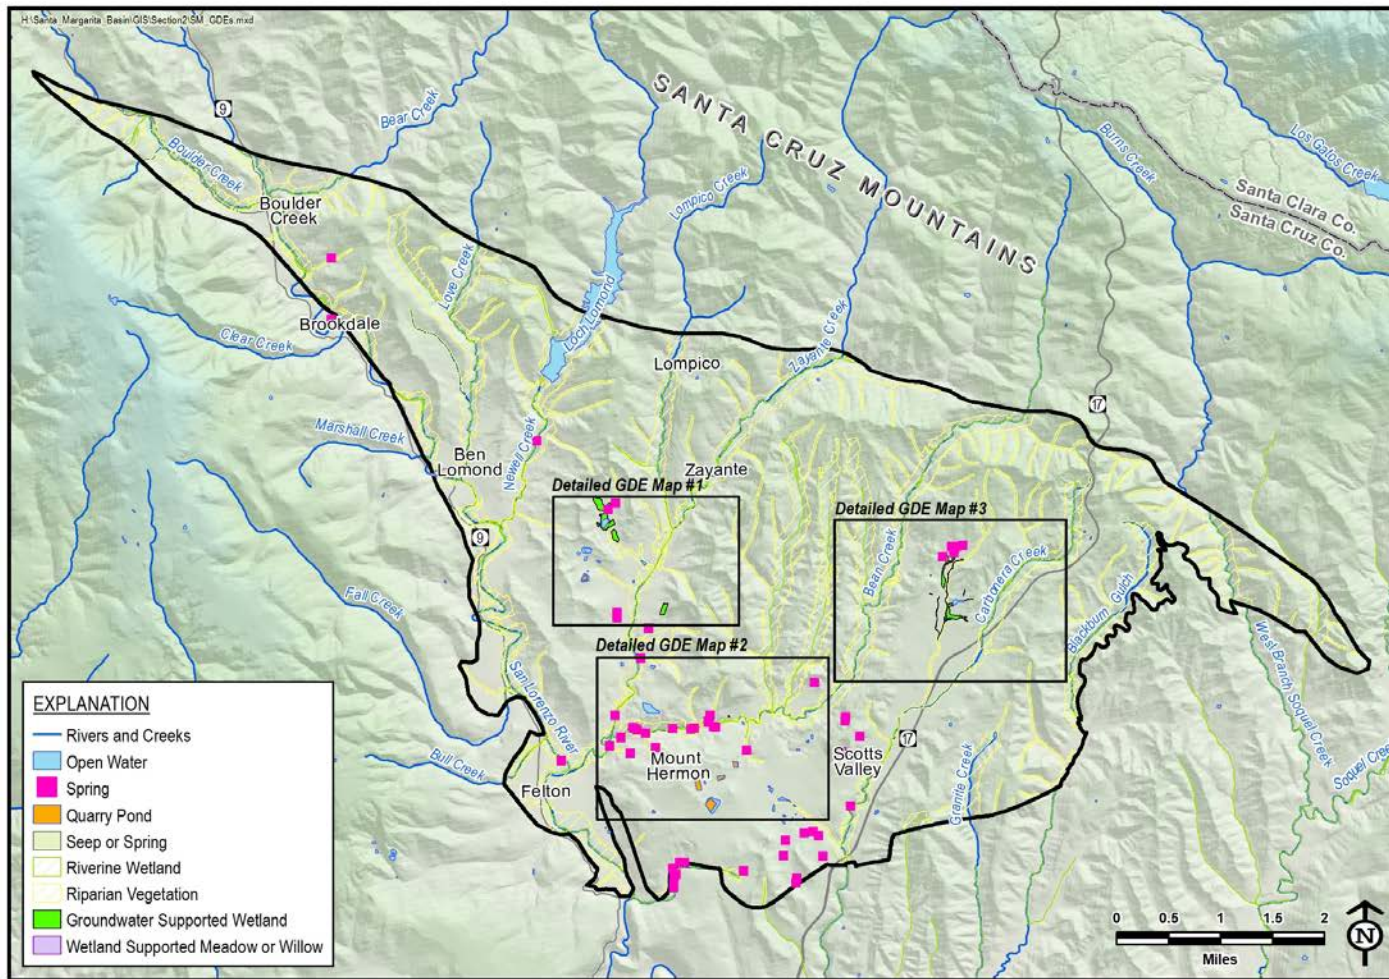 H:\Santa_Margarita_Basin\GIS\Section2\SM_GDEs.mxd
SANTA CRUZ MOUNTAINS
9
Bear Creek
Burns Creek
Los Gatos Creek
Boulder Creek
Boulder
Creek
Lompico Creek
Santa Clara Co.
Santa Cruz Co.
Love Creek
Loch Lomond
Brookdale
Clear Creek
Zayante Creek
Lompico
17
Marshall Creek
Ben
Lomond
Newell Creek
Zayante
Detailed GDE Map #1
Detailed GDE Map #3
9
Bean Creek
Carbonera Creek
Blackburn Gulch
Fall Creek
West Branch Soquel Creek
Detailed GDE Map #2
San Lorenzo River
17
Mount
Hermon
Scotts
Valley
Granite Creek
Soquel Cree
Bull Creek
Felton
EXPLANATION
Rivers and Creeks
Open Water
Spring
Quarry Pond
Seep or Spring
Riverine Wetland
Riparian Vegetation
Groundwater Supported Wetland
Wetland Supported Meadow or Willow
0 0.5 1 1.5 2
Miles
N